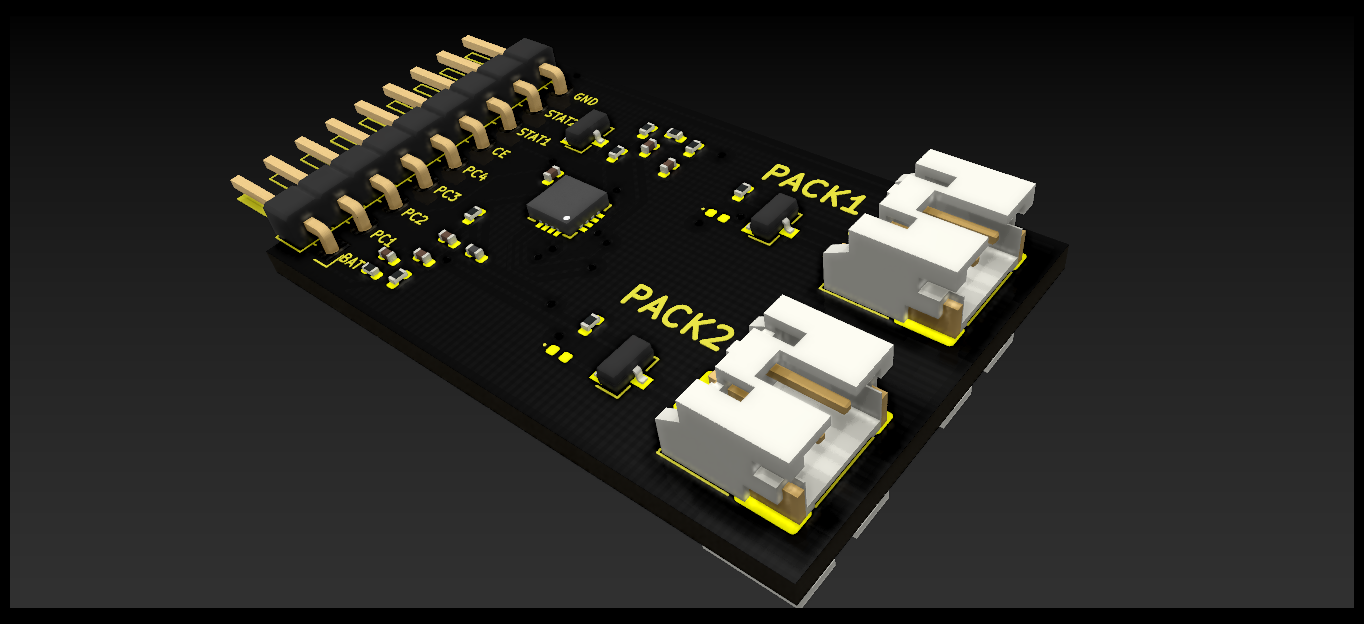 GND
STAT2
STAT1
CE
PC4
PC3
PC2
PC1
BAT
PACK1
PACK2